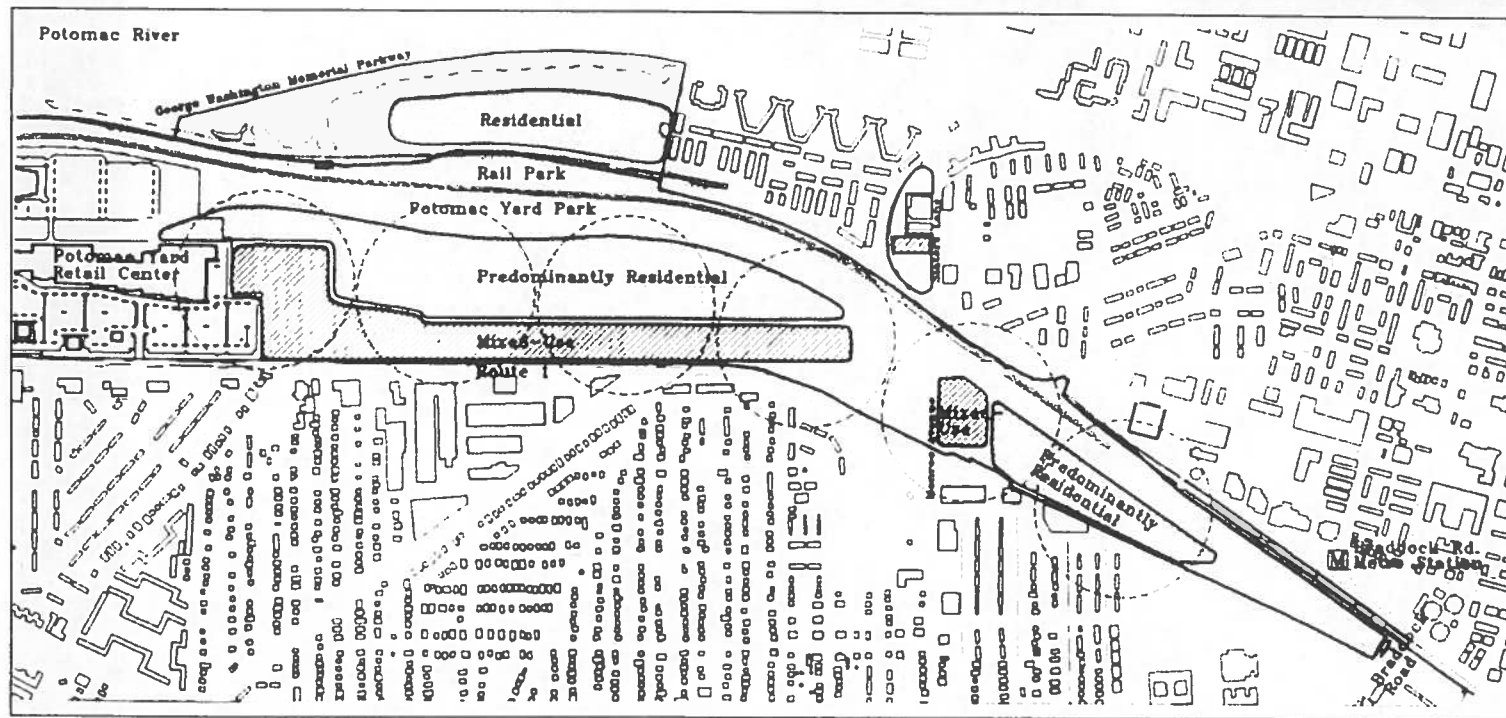 Potomac River
George Washington Memorial Parkway
Residential
Rail Park
Potomac Yard Park
Potomac Yard
Retail Center
Predominantly Residential
Mixed-Use
Route 1
Mixed
Use
Predominantly
Residential
M
Braddock Rd.
Metro Station
Braddock
Road